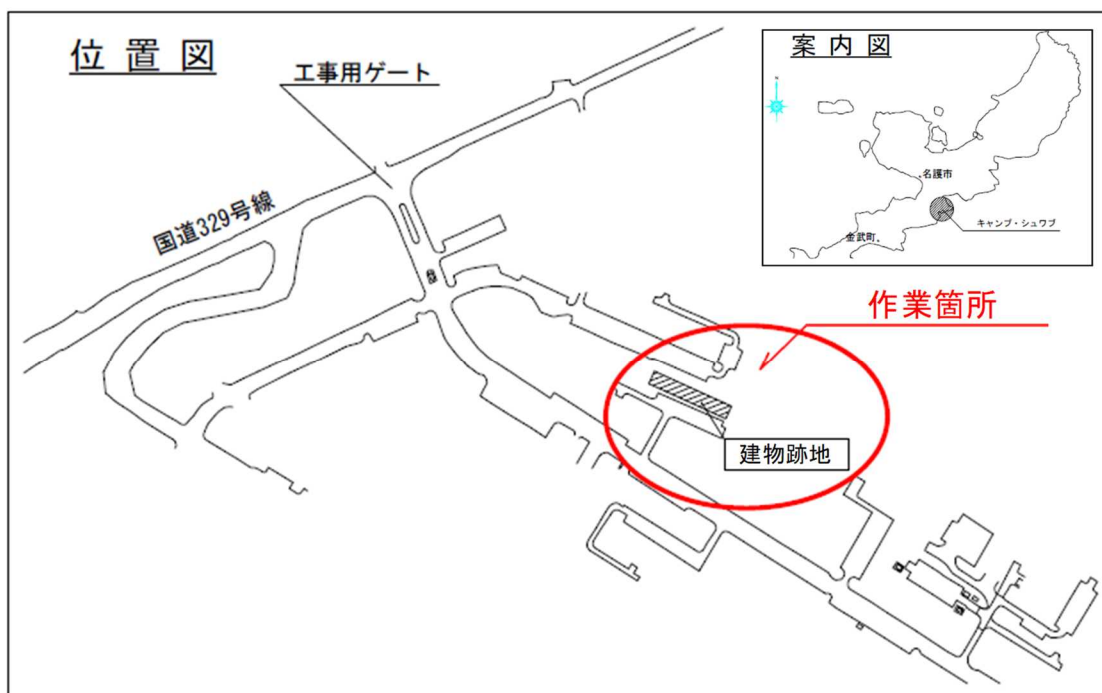 位置図
工事用ゲート
国道329号線
案内図
N
名護市
キャンプ・シュワブ
金武町
作業箇所
建物跡地